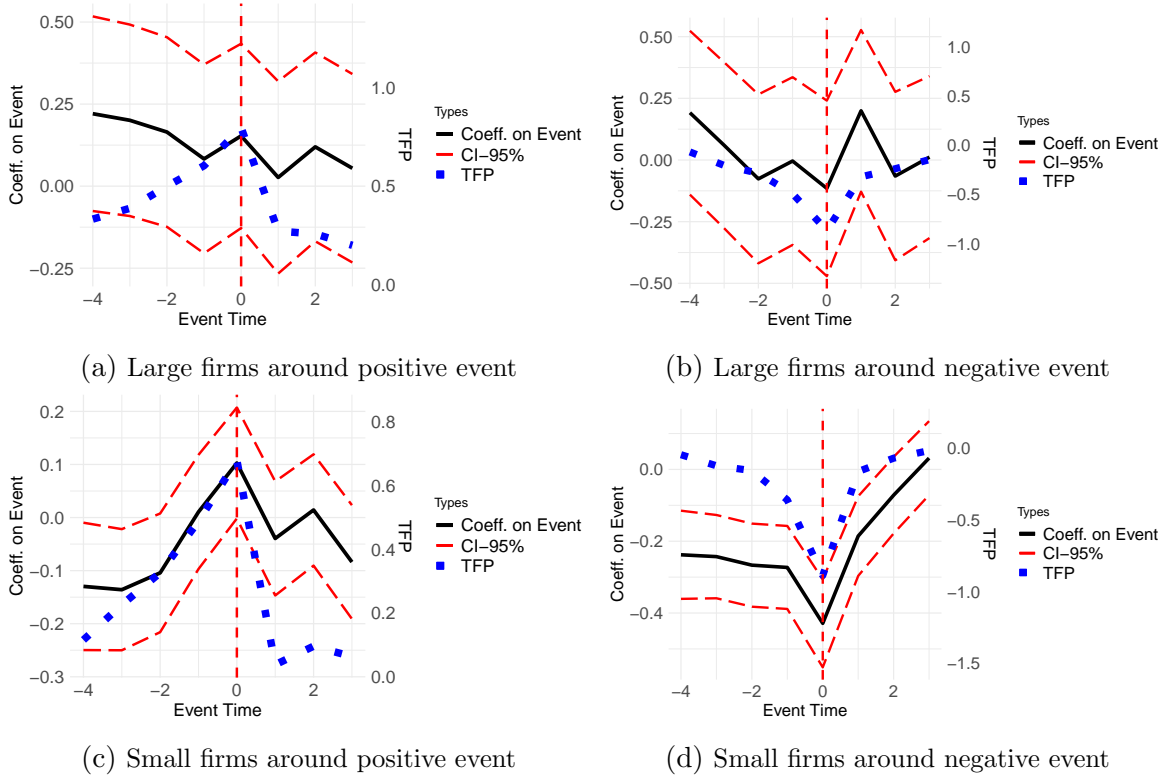 0.50
0.25
0.00
−0.25
Coeff. on Event
1.0
0.5
0.0
TFP
−4
−2
0
2
Event Time
Types
Coeff. on Event
CI−95%
TFP
(a) Large firms around positive event
0.50
0.25
0.00
−0.25
−0.50
Coeff. on Event
1.0
0.5
0.0
−0.5
−1.0
TFP
−4
−2
0
2
Event Time
Types
Coeff. on Event
CI−95%
TFP
(b) Large firms around negative event
0.2
0.1
0.0
−0.1
−0.2
−0.3
Coeff. on Event
0.8
0.6
0.4
0.2
0.0
TFP
−4
−2
0
2
Event Time
Types
Coeff. on Event
CI−95%
TFP
(c) Small firms around positive event
0.0
−0.2
−0.4
Coeff. on Event
0.0
−0.5
−1.0
−1.5
TFP
−4
−2
0
2
Event Time
Types
Coeff. on Event
CI−95%
TFP
(d) Small firms around negative event